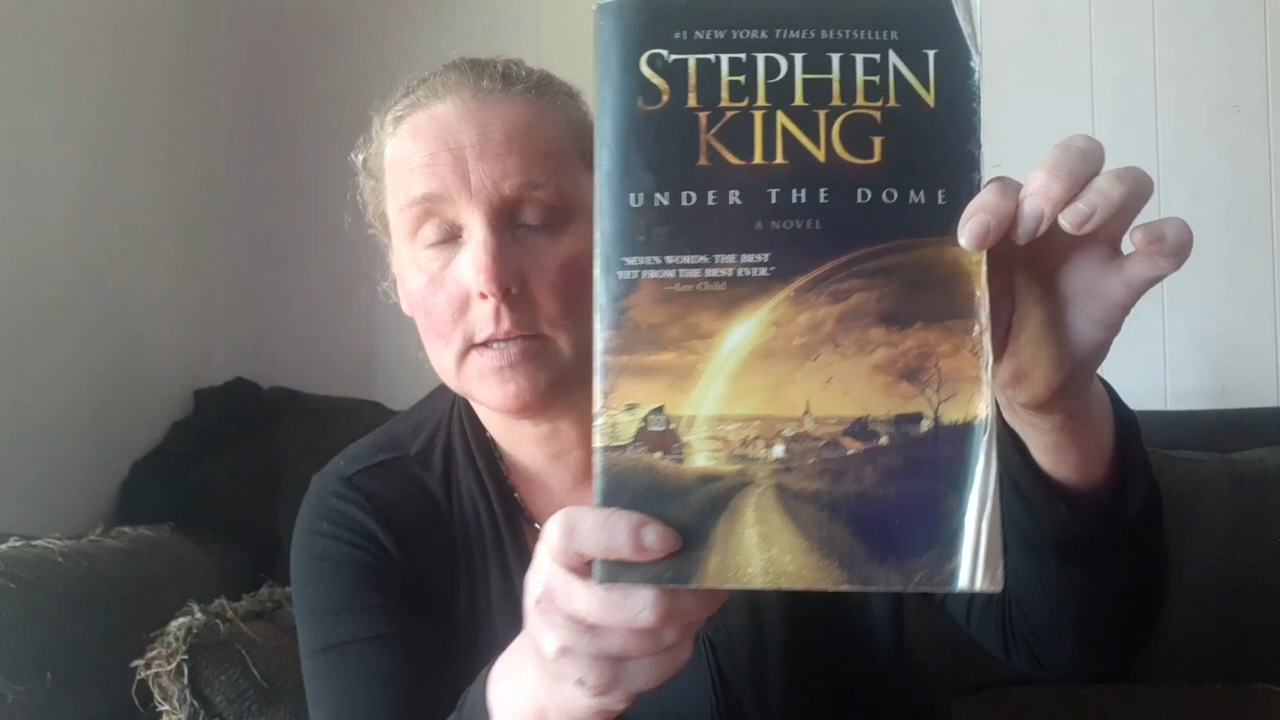 #1 NEW YORK TIMES BESTSELLER
STEPHEN
KING
UNDER THE DOME
A NOVEL
"SEVEN WORDS: THE BEST
YET FROM THE BEST EVER."
—Lee Child